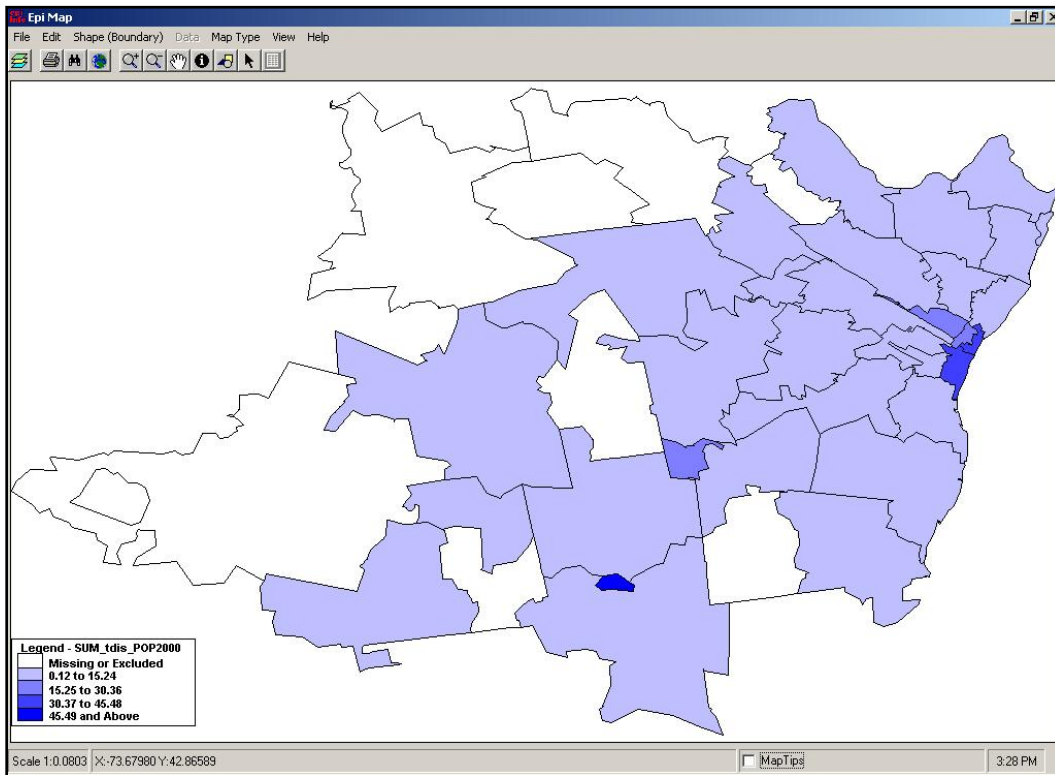 Epi Map
File Edit Shape (Boundary) Data Map Type View Help
Legend - SUM_tdis_POP2000
Missing or Excluded
0.12 to 15.24
15.25 to 30.36
30.37 to 45.48
45.49 and Above
Scale 1:0.0803 X:-73.67980 Y:42.86589 MapTips 3:28 PM